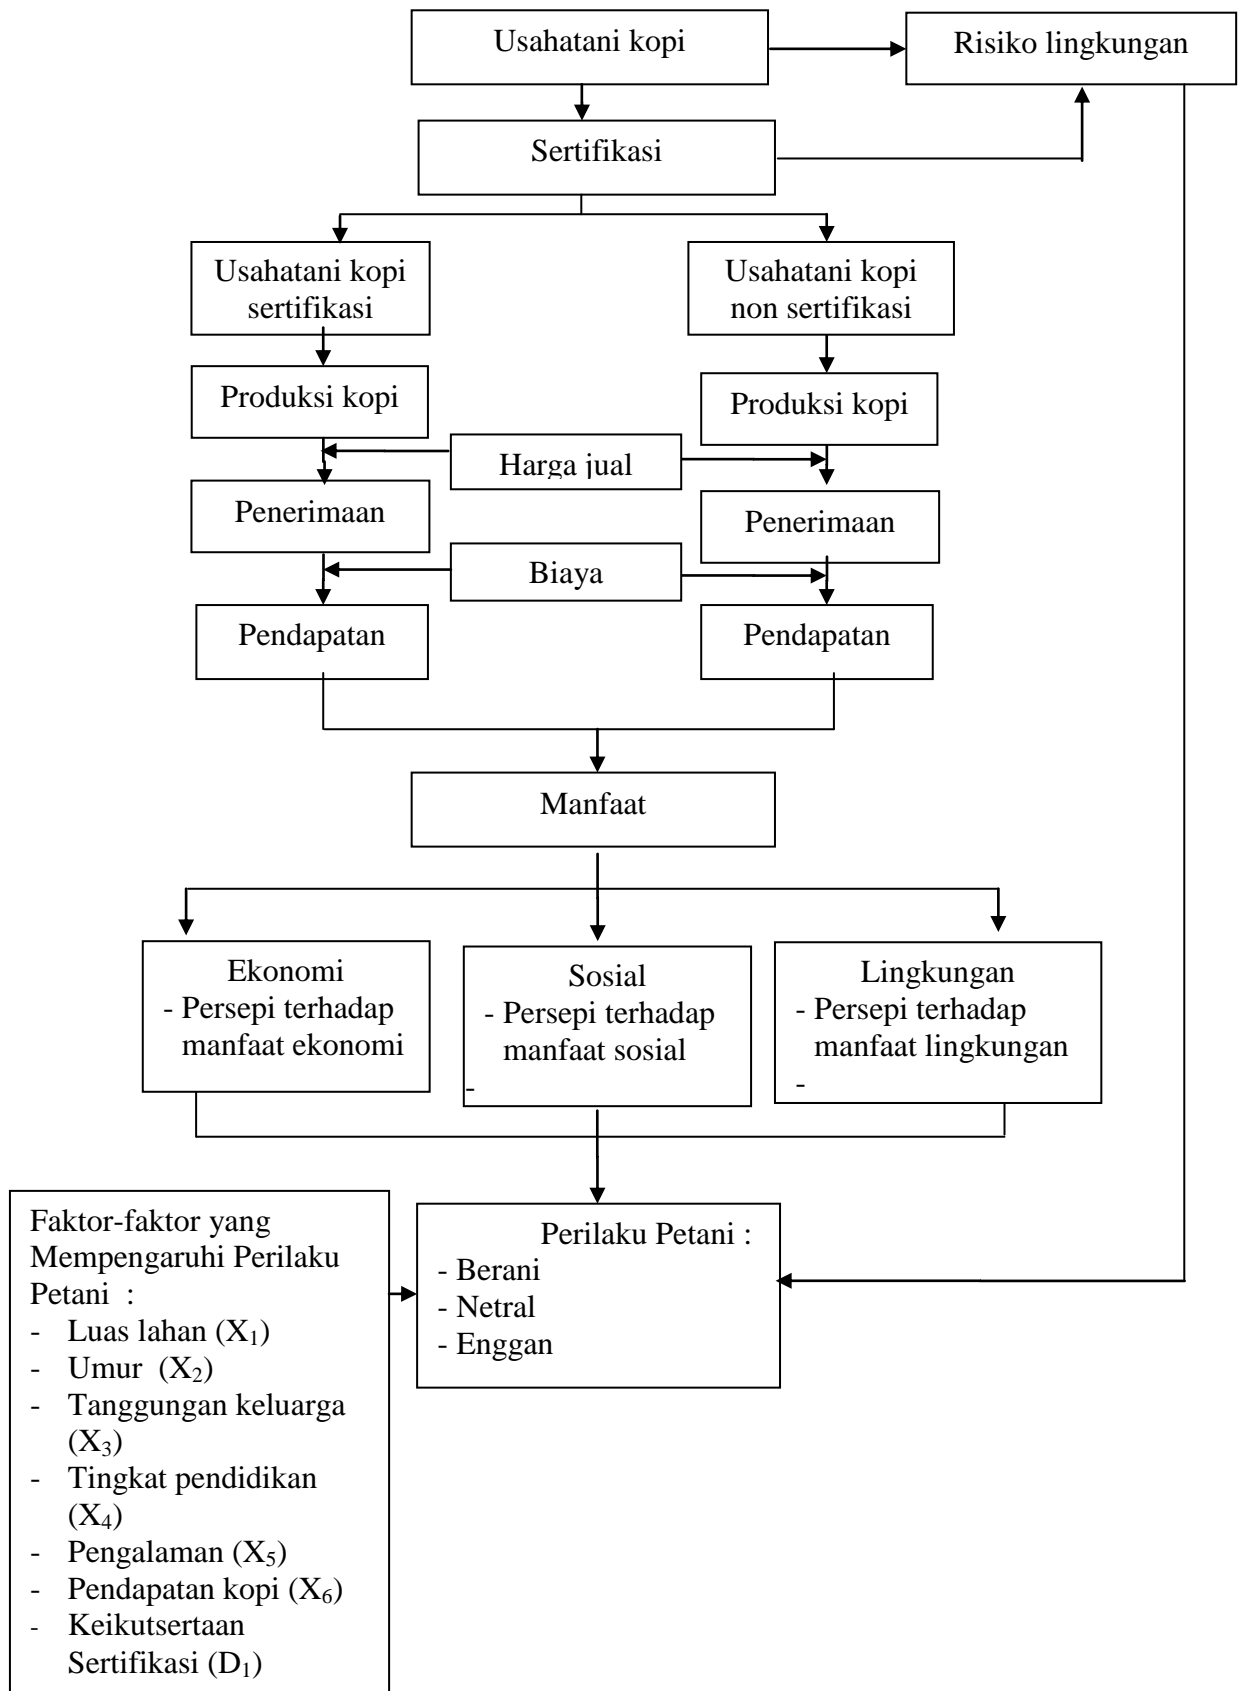 Usahatani kopi
Risiko lingkungan
Sertifikasi
Usahatani kopi
sertifikasi
Usahatani kopi
non sertifikasi
Produksi kopi
Produksi kopi
Harga jual
Penerimaan
Penerimaan
Biaya
Pendapatan
Pendapatan
Manfaat
Ekonomi
- Persepi terhadap
manfaat ekonomi
Sosial
- Persepi terhadap
manfaat sosial
-
Lingkungan
- Persepi terhadap
manfaat lingkungan
-
Faktor-faktor yang
Mempengaruhi Perilaku
Petani :
- Luas lahan (X₁)
- Umur (X₂)
- Tanggungan keluarga
(X₃)
- Tingkat pendidikan
(X₄)
- Pengalaman (X₅)
- Pendapatan kopi (X₆)
- Keikutsertaan
Sertifikasi (D₁)
Perilaku Petani :
- Berani
- Netral
- Enggan